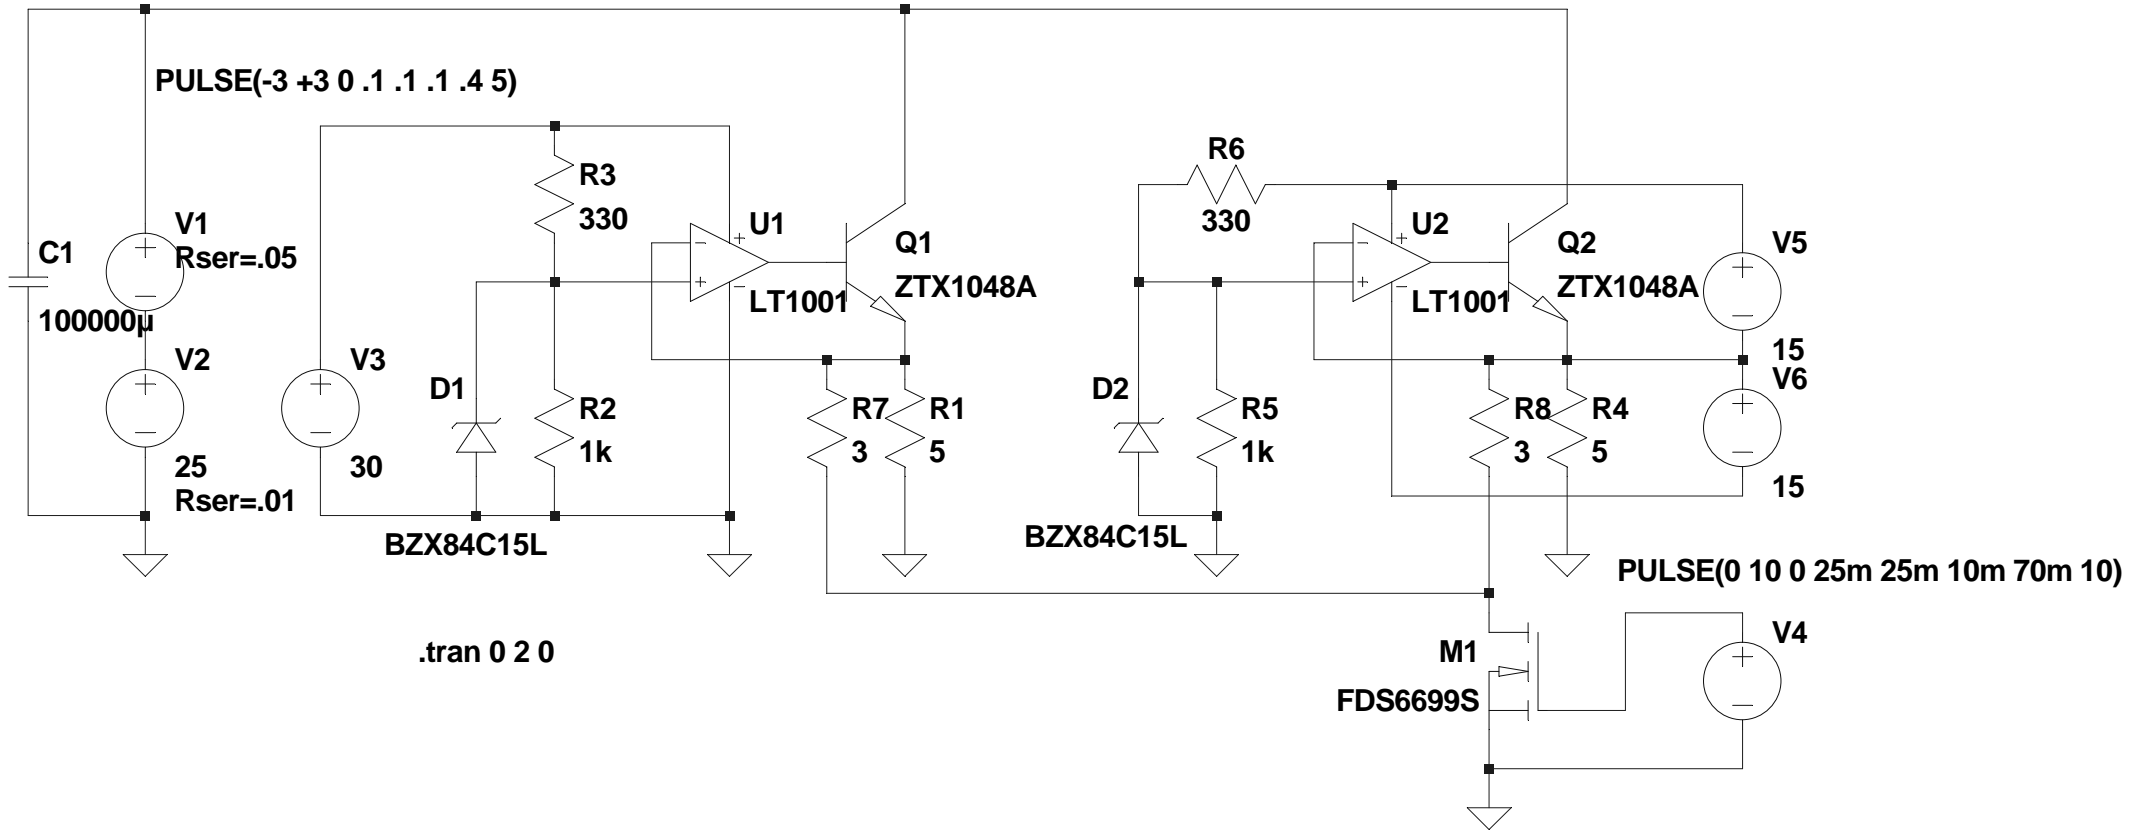 PULSE(-3 +3 0 .1 .1 .1 .4 5)
R6
R3
330
330
V1
Rser=.05
U1
U2
C1
Q1
Q2
V5
ZTX1048A
ZTX1048A
LT1001
LT1001
100000µ
V2
V3
15
V6
D1
D2
R2
1k
R7
3
R1
5
R5
1k
R8
3
R4
5
25
Rser=.01
30
15
BZX84C15L
BZX84C15L
PULSE(0 10 0 25m 25m 10m 70m 10)
.tran 0 2 0
M1
V4
FDS6699S